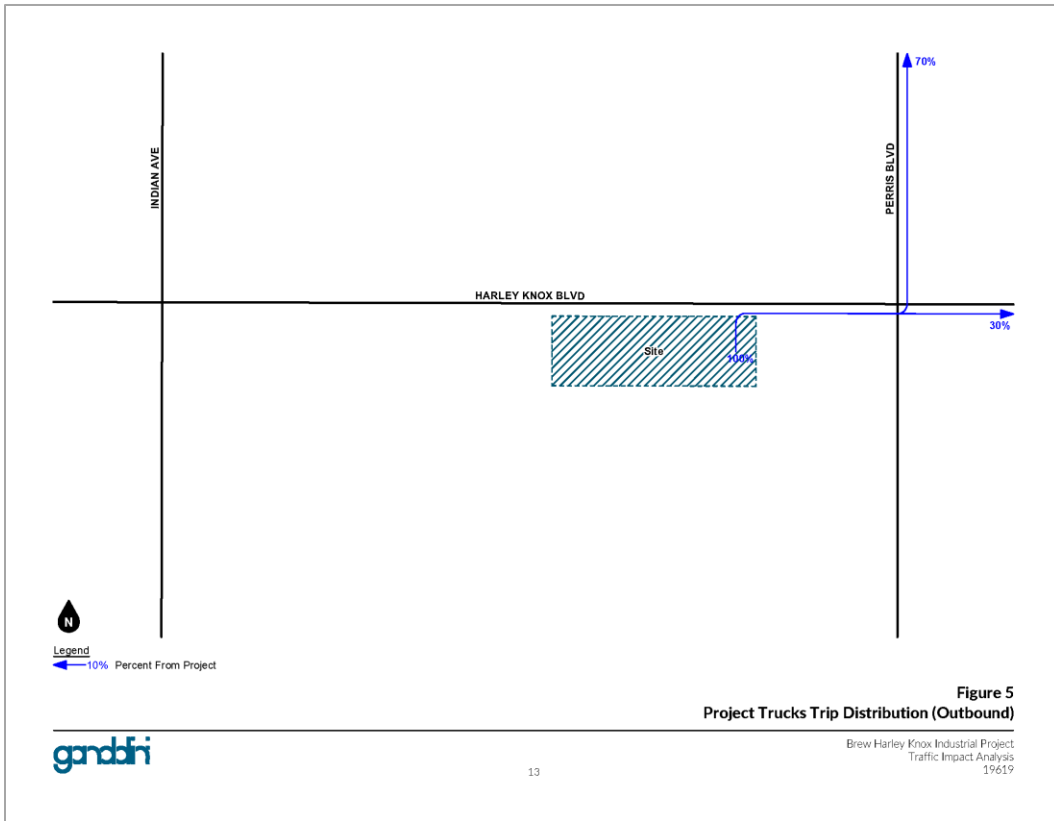 70%
INDIAN AVE
PERRIS BLVD
HARLEY KNOX BLVD
30%
Site
100%
N
Legend
10% Percent From Project
Figure 5
Project Trucks Trip Distribution (Outbound)
gandini
Brew Harley Knox Industrial Project
Traffic Impact Analysis
13
19619